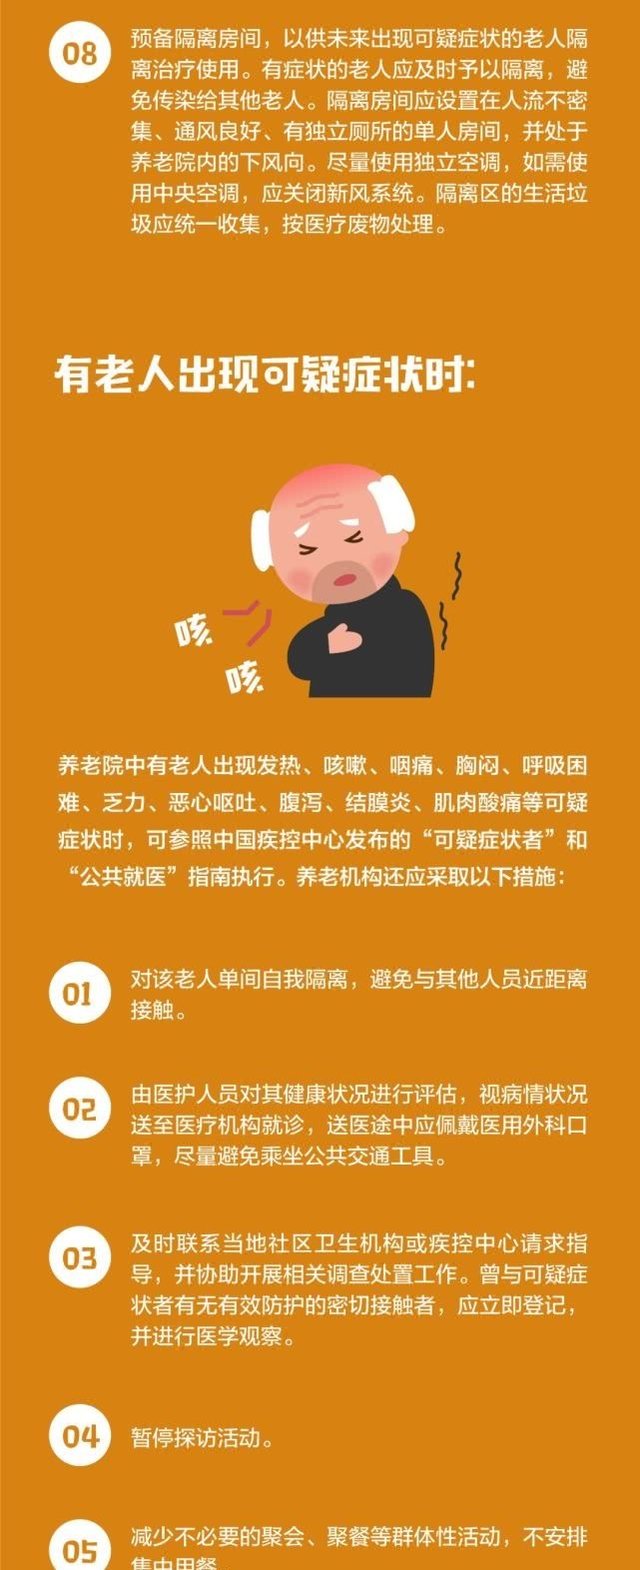 08
预备隔离房间，以供未来出现可疑症状的老人隔
离治疗使用。有症状的老人应及时予以隔离，避
免传染给其他老人。隔离房间应设置在人流不密
集、通风良好、有独立厕所的单人房间，并处于
养老院内的下风向。尽量使用独立空调，如需使
用中央空调，应关闭新风系统。隔离区的生活垃
圾应统一收集，按医疗废物处理。
有老人出现可疑症状时：
咳
咳
养老院中有老人出现发热、咳嗽、咽痛、胸闷、呼吸困
难、乏力、恶心呕吐、腹泻、结膜炎、肌肉酸痛等可疑
症状时，可参照中国疾控中心发布的“可疑症状者”和
“公共就医”指南执行。养老机构还应采取以下措施：
01
对该老人单间自我隔离，避免与其他人员近距离
接触。
02
由医护人员对其健康状况进行评估，视病情状况
送至医疗机构就诊，送医途中应佩戴医用外科口
罩，尽量避免乘坐公共交通工具。
03
及时联系当地社区卫生机构或疾控中心请求指
导，并协助开展相关调查处置工作。曾与可疑症
状者有无有效防护的密切接触者，应立即登记，
并进行医学观察。
04
暂停探访活动。
05
减少不必要的聚会、聚餐等群体性活动，不安排
集中用餐